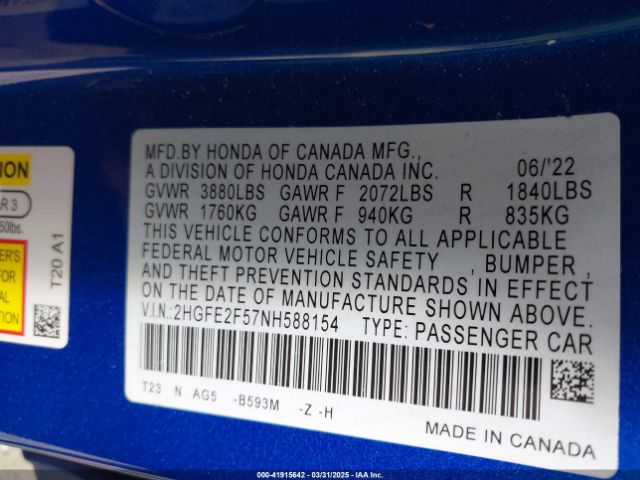 MFD.BY HONDA OF CANADA MFG.,
A DIVISION OF HONDA CANADA INC. 06/'22
GVWR 3880LBS GAWR F 2072LBS R 1840LBS
GVWR 1760KG GAWR F 940KG R 835KG
THIS VEHICLE CONFORMS TO ALL APPLICABLE
FEDERAL MOTOR VEHICLE SAFETY , BUMPER ,
AND THEFT PREVENTION STANDARDS IN EFFECT
ON THE DATE OF MANUFACTURE SHOWN ABOVE.
V.I.N.:2HGFE2F57NH588154 TYPE: PASSENGER CAR
T23 N AG5 -B593M -Z -H
MADE IN CANADA
T20 A1
000-41915642 - 03/31/2025 - IAA Inc.